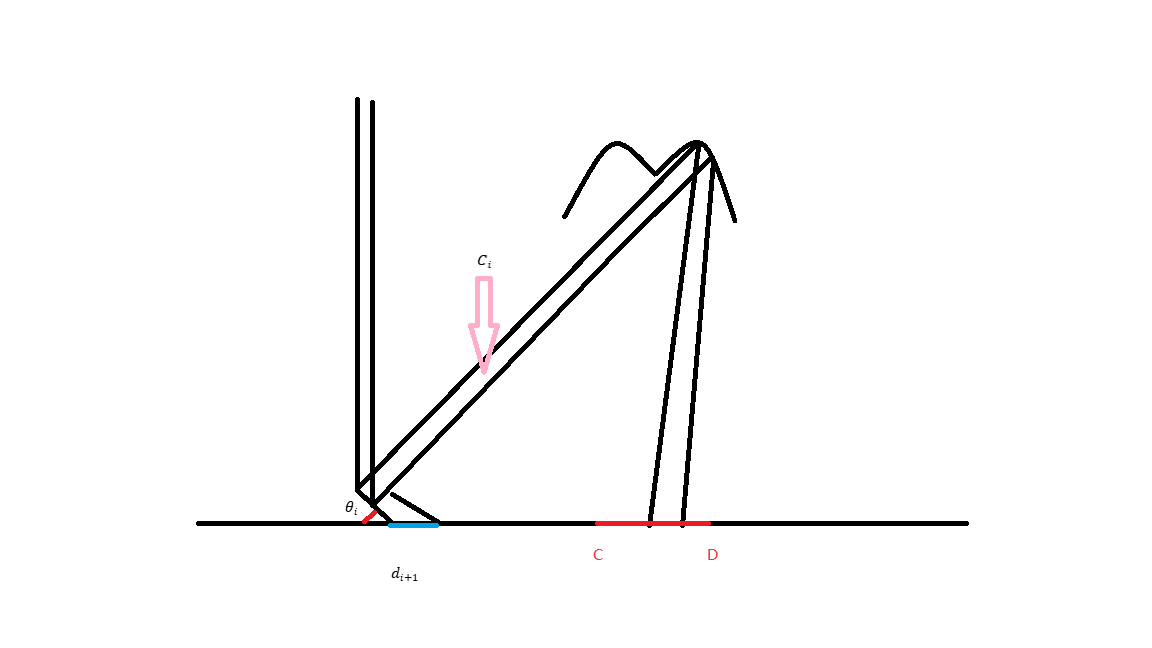 C_i
θ_i
C D
d_{i+1}